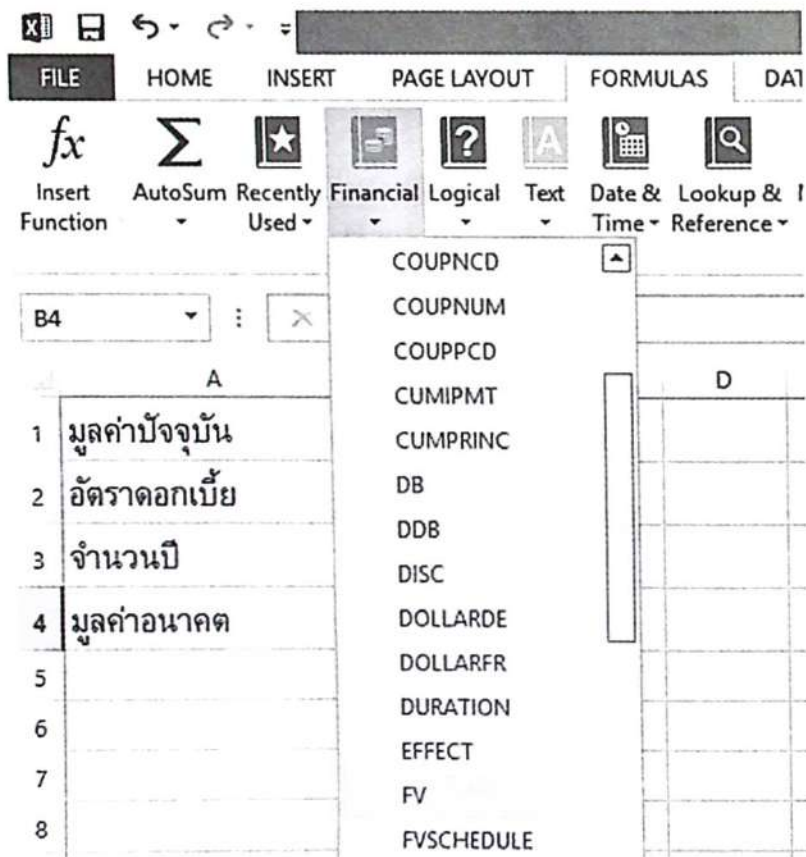 FILE HOME INSERT PAGE LAYOUT FORMULAS DAT
fx Σ
Insert Function AutoSum Recently Used Financial Logical Text Date & Time Lookup & Reference
COUPNCD
COUPNUM
B4
COUPPCD
A D
CUMIPMT
1 มูลค่าปัจจุบัน CUMPRINC
2 อัตราดอกเบี้ย DB
DDB
3 จำนวนปี DISC
4 มูลค่าอนาคต DOLLARDE
DOLLARFR
5
DURATION
6
EFFECT
7 FV
8 FVSCHEDULE